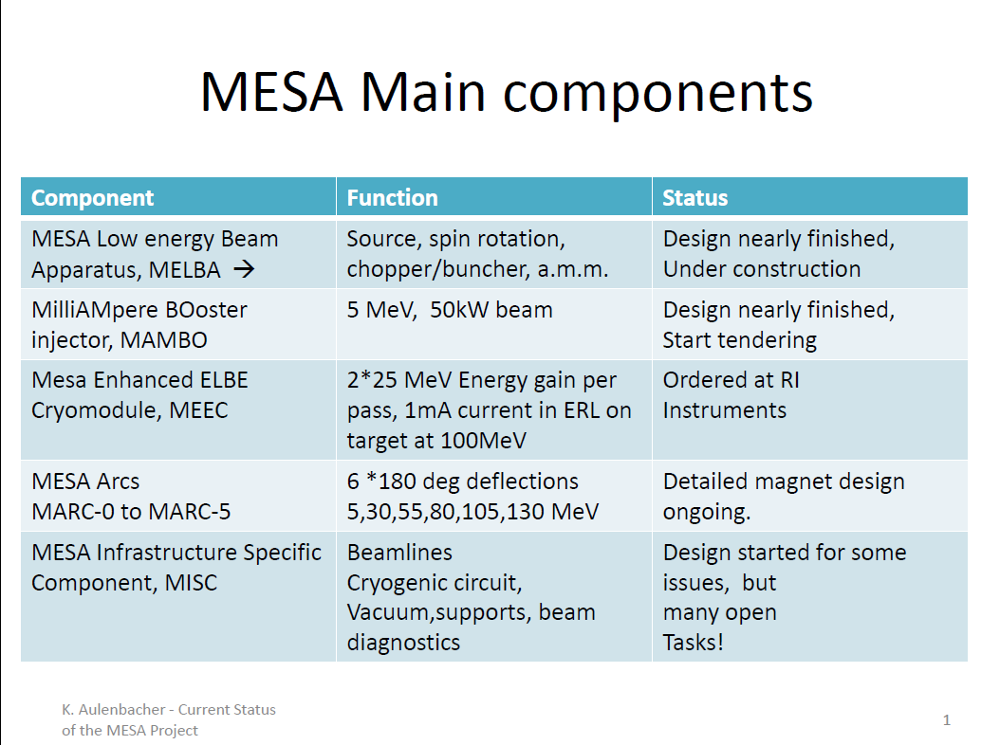 MESA Main components
Component
Function
Status
MESA Low energy Beam
Apparatus, MELBA →
Source, spin rotation,
chopper/buncher, a.m.m.
Design nearly finished,
Under construction
MilliAMpere BOoster
injector, MAMBO
5 MeV, 50kW beam
Design nearly finished,
Start tendering
Mesa Enhanced ELBE
Cryomodule, MEEC
2*25 MeV Energy gain per
pass, 1mA current in ERL on
target at 100MeV
Ordered at RI
Instruments
MESA Arcs
MARC-0 to MARC-5
6 *180 deg deflections
5,30,55,80,105,130 MeV
Detailed magnet design
ongoing.
MESA Infrastructure Specific
Component, MISC
Beamlines
Cryogenic circuit,
Vacuum,supports, beam
diagnostics
Design started for some
issues, but
many open
Tasks!
K. Aulenbacher - Current Status
of the MESA Project
1